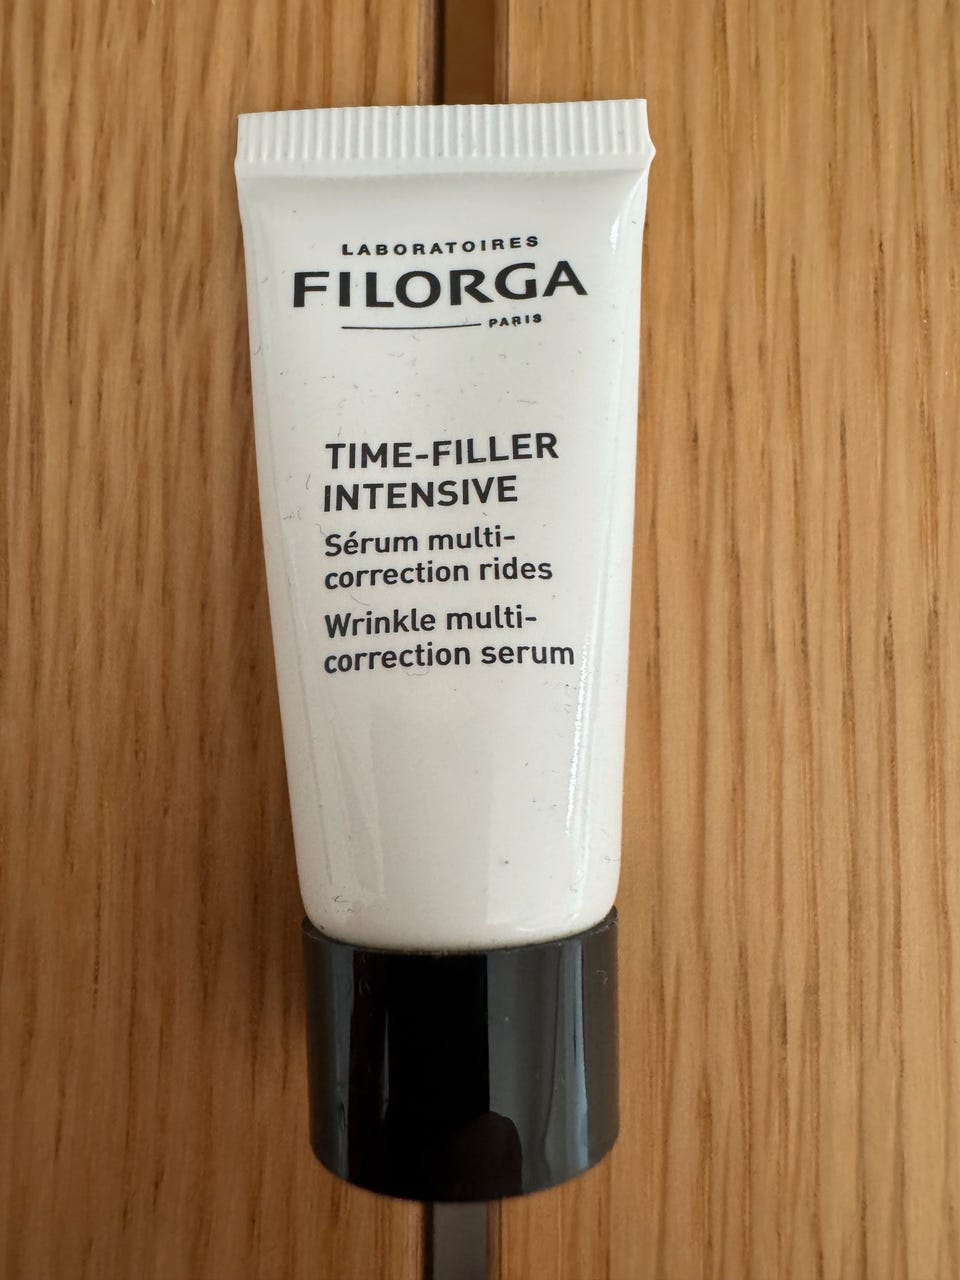 LABORATOIRES
FILORGA
PARIS
TIME-FILLER
INTENSIVE
Sérum multi-
correction rides
Wrinkle multi-
correction serum